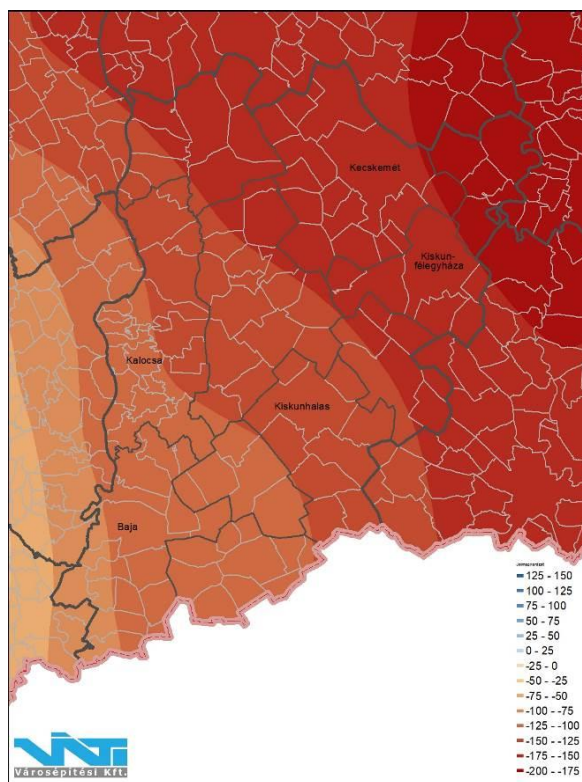 Kecskemét
Kiskun-
félegyháza
Kalocsa
Kiskunhalas
Baja
125 - 150
100 - 125
75 - 100
50 - 75
25 - 50
0 - 25
-25 - 0
-50 - -25
-75 - -50
-100 - -75
-125 - -100
-150 - -125
-175 - -150
-200 - -175
VÁTI
Városépítési Kft.